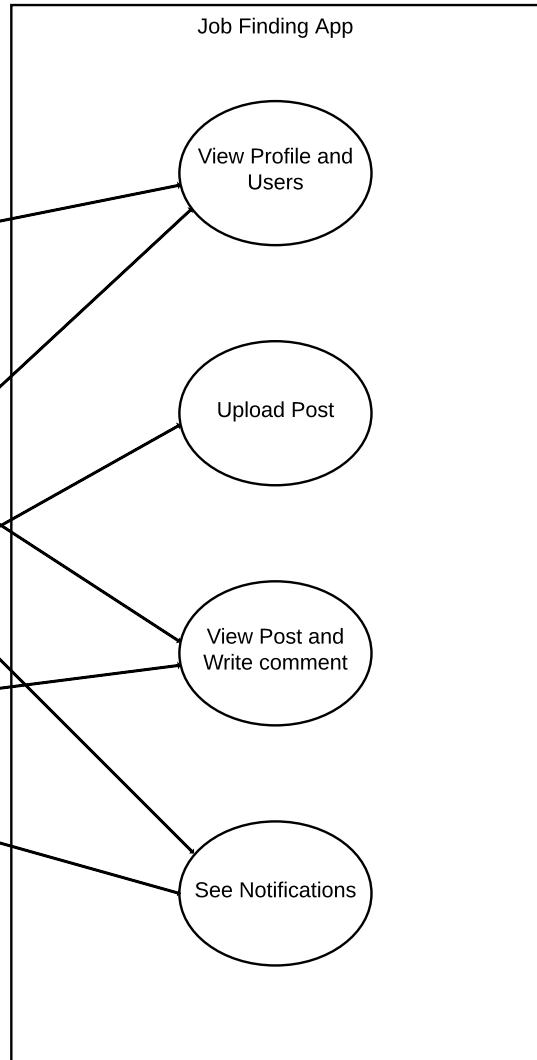 Job Finding App
View Profile and
Users
Upload Post
View Post and
Write comment
See Notifications